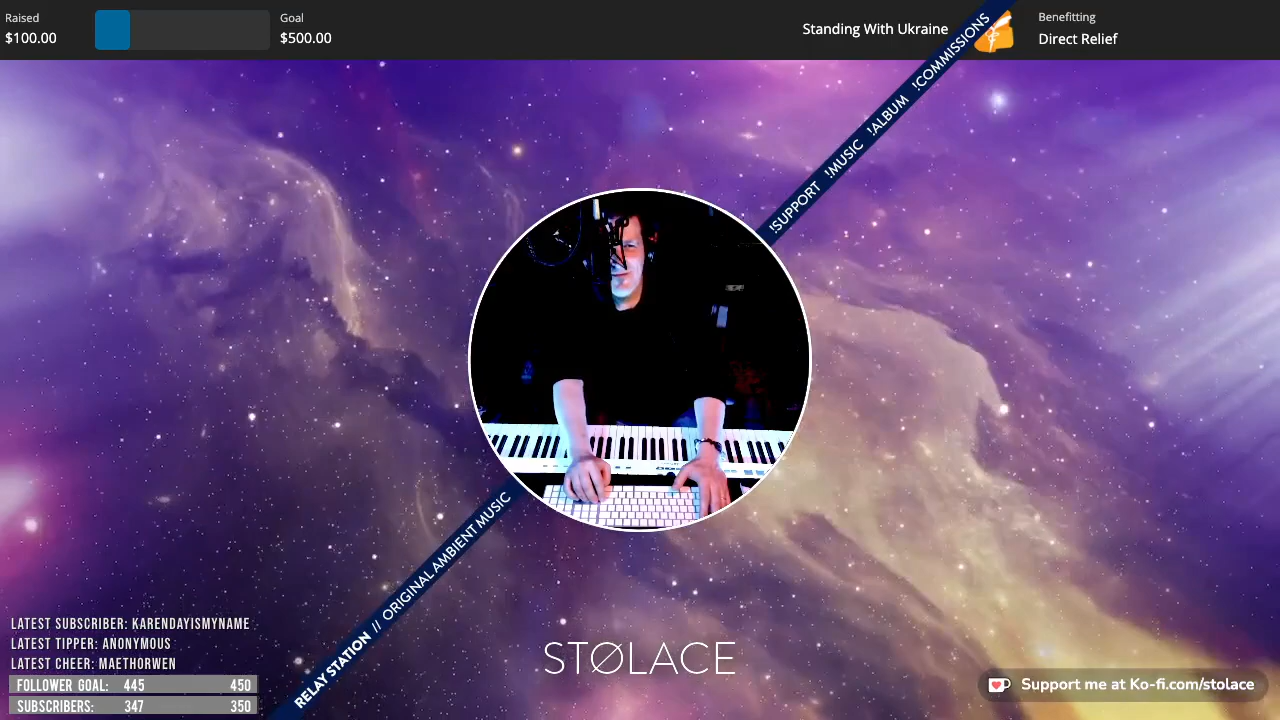 Raised
$100.00
Goal
$500.00
Standing With Ukraine
Benefitting
Direct Relief
!SUPPORT !MUSIC !ALBUM !COMMISSIONS
RELAY STATION // ORIGINAL AMBIENT MUSIC
STØLACE
LATEST SUBSCRIBER: KARENDAYISMYNAME
LATEST TIPPER: ANONYMOUS
LATEST CHEER: MAETHORWEN
FOLLOWER GOAL: 445 450
SUBSCRIBERS: 347 350
Support me at Ko-fi.com/stolace